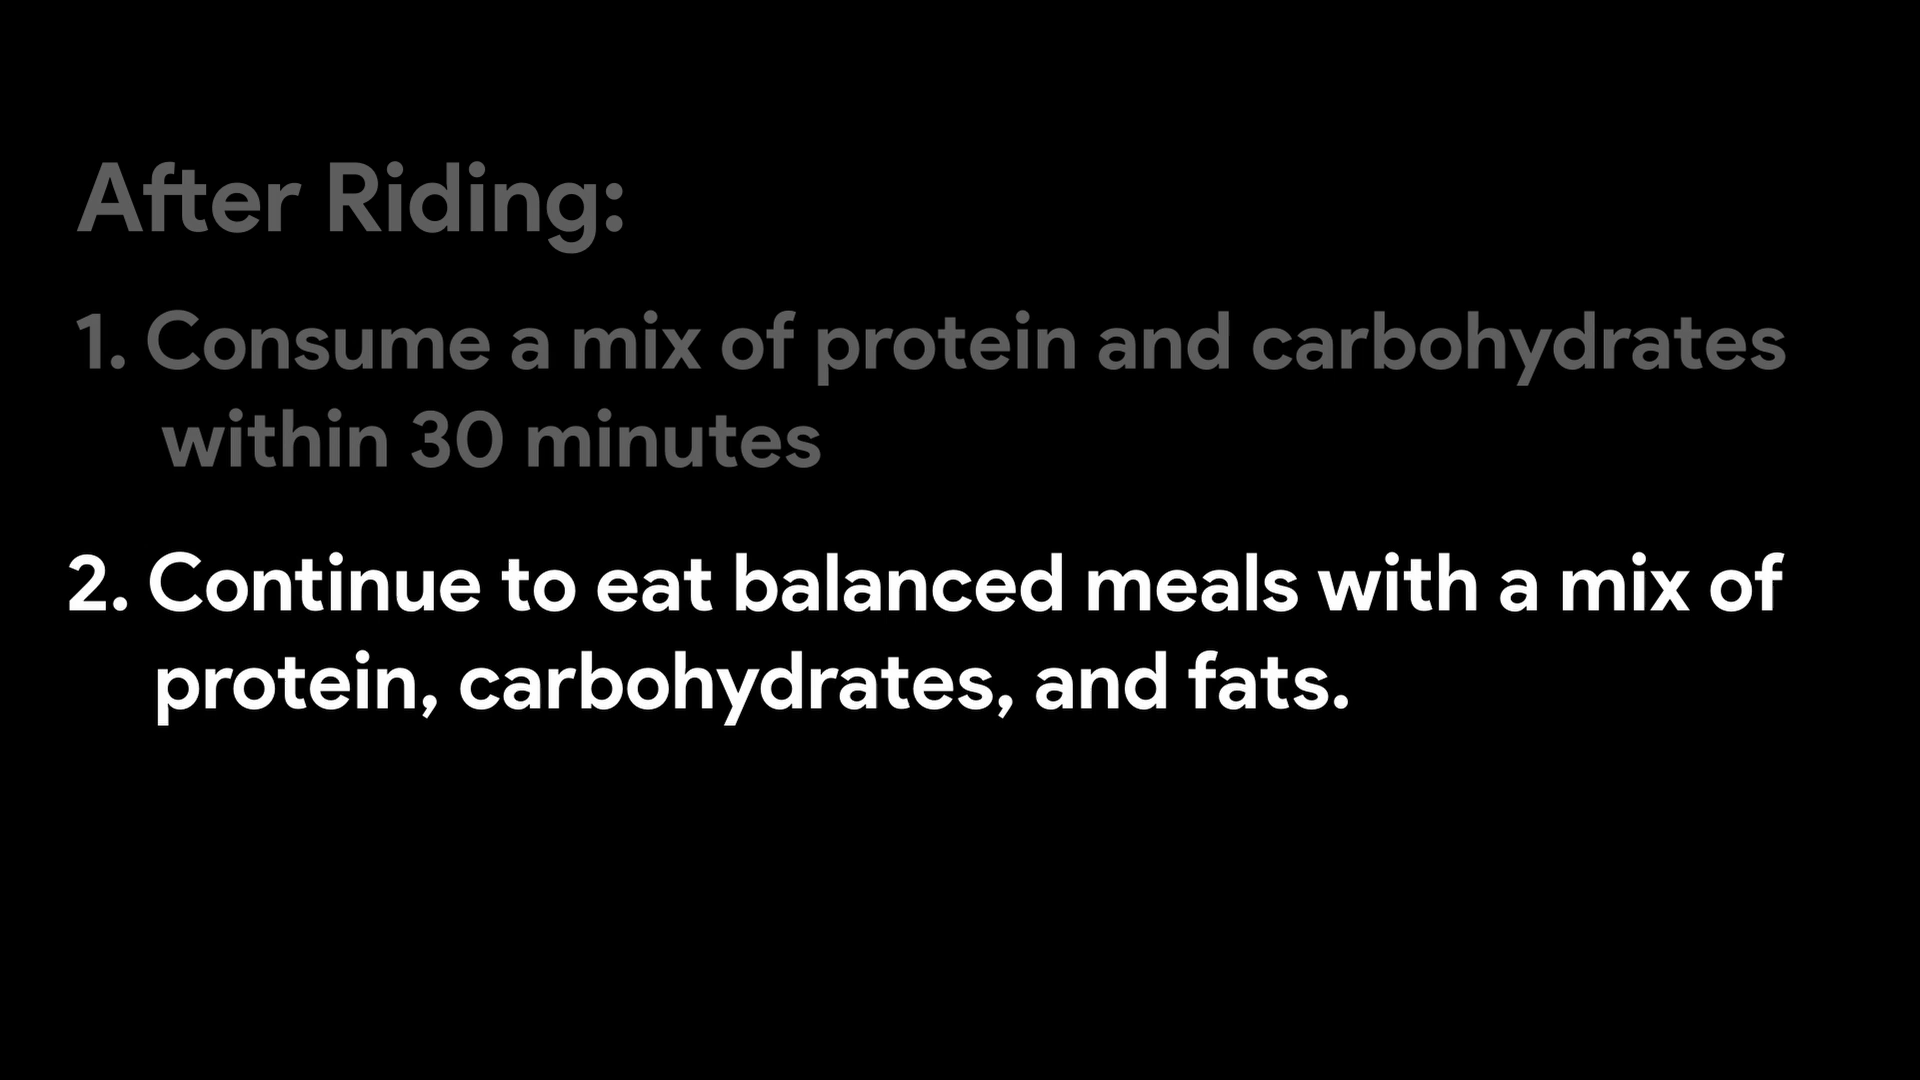 After Riding:
1. Consume a mix of protein and carbohydrates
within 30 minutes
2. Continue to eat balanced meals with a mix of
protein, carbohydrates, and fats.